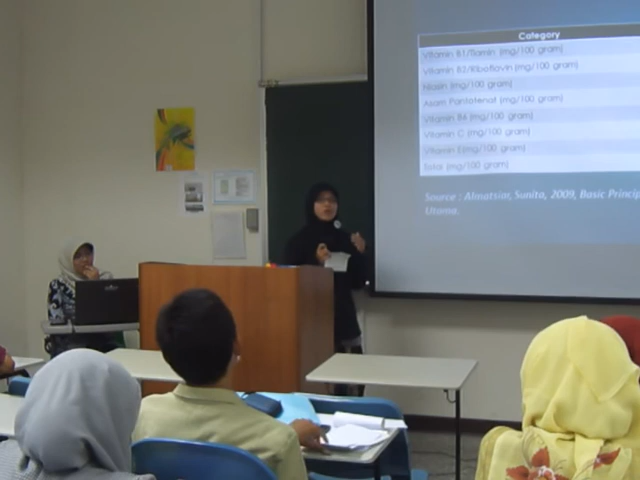 Category
Vitamin B1/Tiamin (mg/100 gram)
Vitamin B2/Riboflavin (mg/100 gram)
Niasin (mg/100 gram)
Asam Pantotenat (mg/100 gram)
Vitamin B6 (mg/100 gram)
Vitamin C (mg/100 gram)
Vitamin E(mg/100 gram)
Total (mg/100 gram)
Source : Almatsier, Sunita, 2009, Basic Princip
Utama.